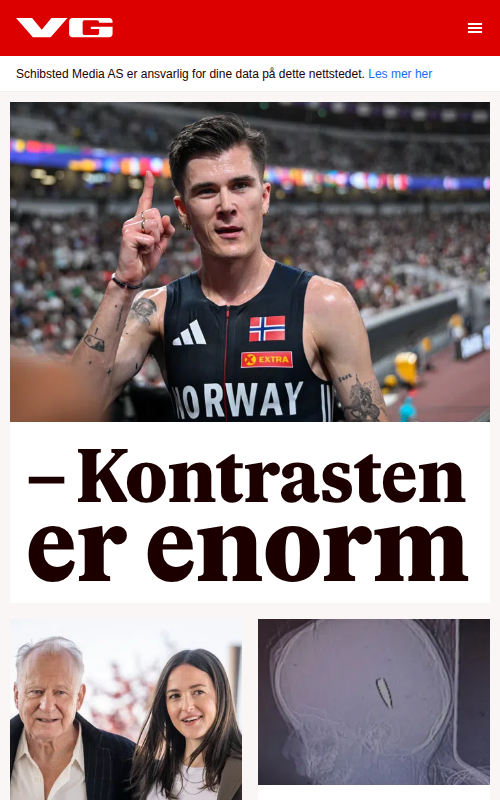 VG
Schibsted Media AS er ansvarlig for dine data på dette nettstedet. Les mer her
EXTRA
NORWAY
– Kontrasten
er enorm